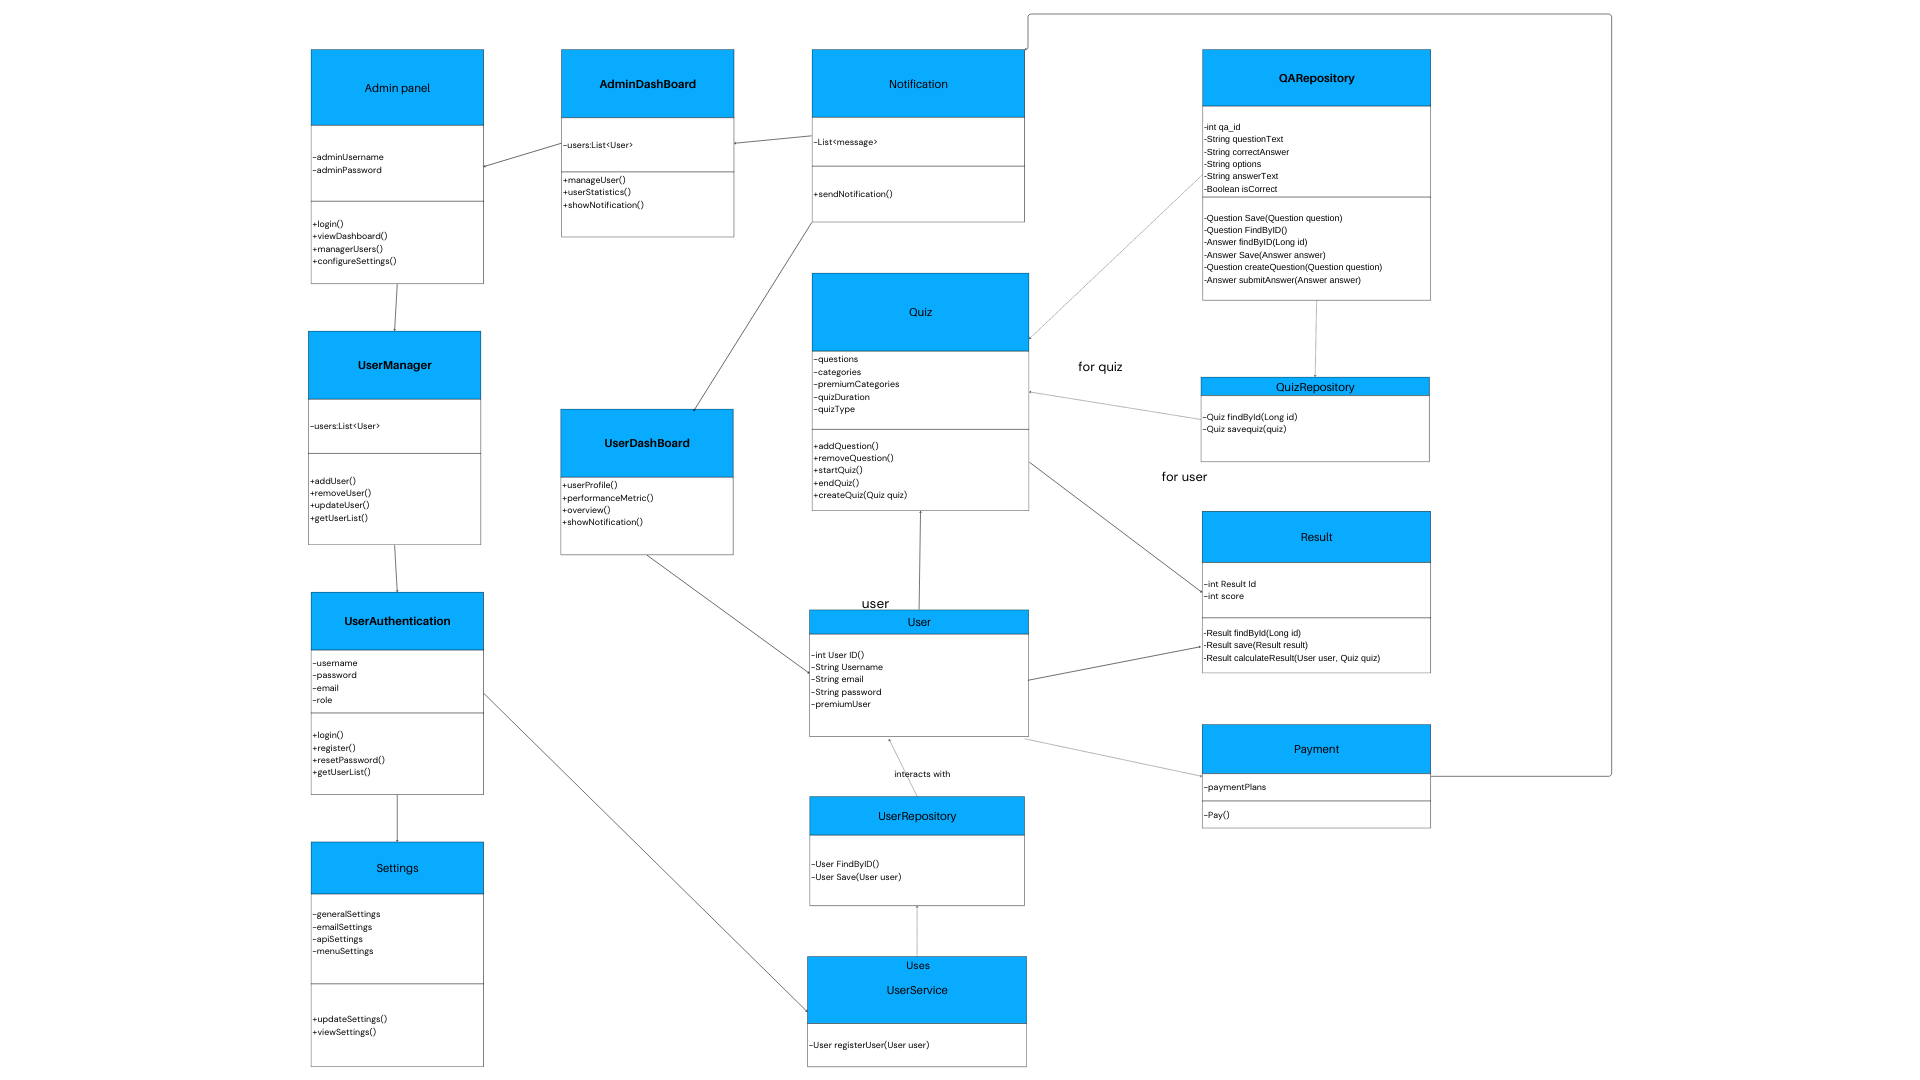 Admin panel
-adminUsername
-adminPassword
+login()
+viewDashboard()
+managerUsers()
+configureSettings()
AdminDashBoard
-users:List<User>
+manageUser()
+userStatistics()
+showNotification()
Notification
-List<message>
+sendNotification()
QARepository
-int qa_id
-String questionText
-String correctAnswer
-String options
-String answerText
-Boolean isCorrect
-Question Save(Question question)
-Question FindByID()
-Answer findByID(Long id)
-Answer Save(Answer answer)
-Question createQuestion(Question question)
-Answer submitAnswer(Answer answer)
UserManager
-users:List<User>
+addUser()
+removeUser()
+updateUser()
+getUserList()
UserDashBoard
+userProfile()
+performanceMetric()
+overview()
+showNotification()
Quiz
-questions
-categories
-premiumCategories
-quizDuration
-quizType
+addQuestion()
+removeQuestion()
+startQuiz()
+endQuiz()
+createQuiz(Quiz quiz)
for quiz
QuizRepository
-Quiz findById(Long id)
-Quiz savequiz(quiz)
for user
Result
-int Result Id
-int score
-Result findById(Long id)
-Result save(Result result)
-Result calculateResult(User user, Quiz quiz)
UserAuthentication
-username
-password
-email
-role
+login()
+register()
+resetPassword()
+getUserList()
user
User
-int User ID()
-String Username
-String email
-String password
-premiumUser
Payment
-paymentPlans
-Pay()
interacts with
UserRepository
-User FindByID()
-User Save(User user)
Settings
-generalSettings
-emailSettings
-apiSettings
-menuSettings
+updateSettings()
+viewSettings()
Uses
UserService
-User registerUser(User user)